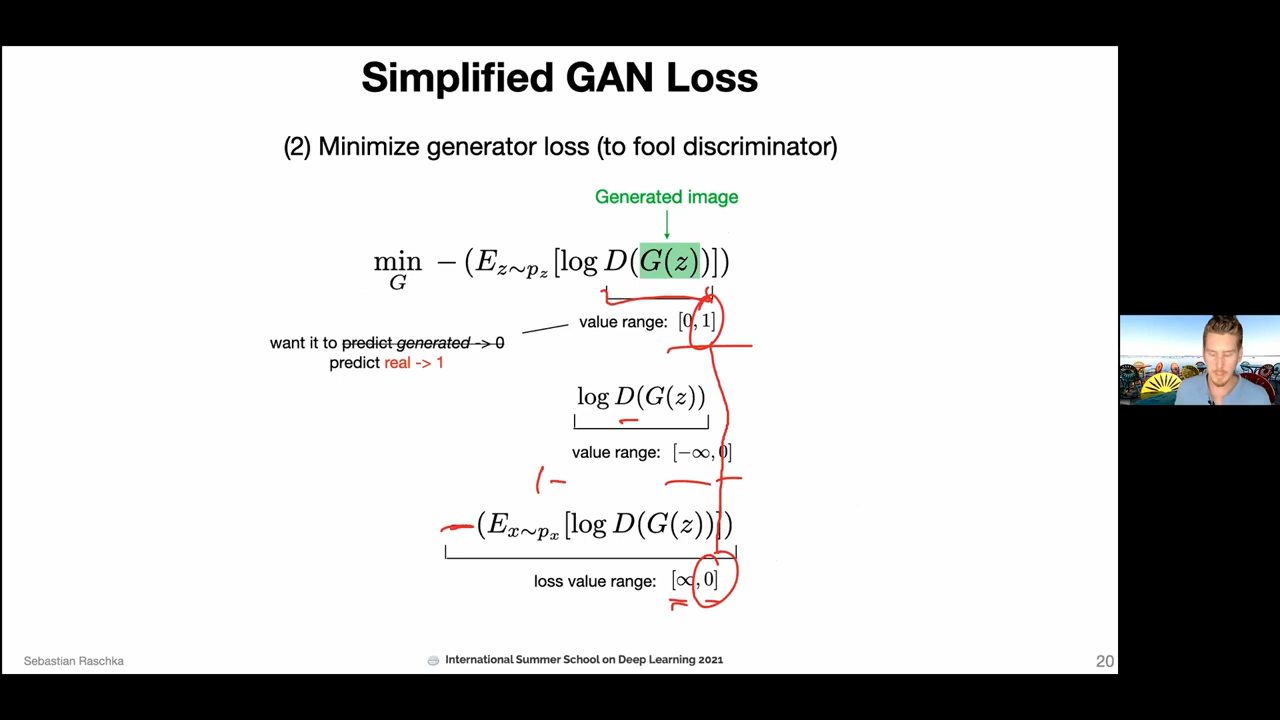 Simplified GAN Loss
(2) Minimize generator loss (to fool discriminator)
Generated image
min_G − (E_{z∼p_z}[log D(G(z))])
value range: [0, 1]
want it to predict generated -> 0
predict real -> 1
log D(G(z))
value range: [−∞, 0]
(−
−(E_{x∼p_x}[log D(G(z))])
loss value range: [∞, 0]
Sebastian Raschka
International Summer School on Deep Learning 2021
20